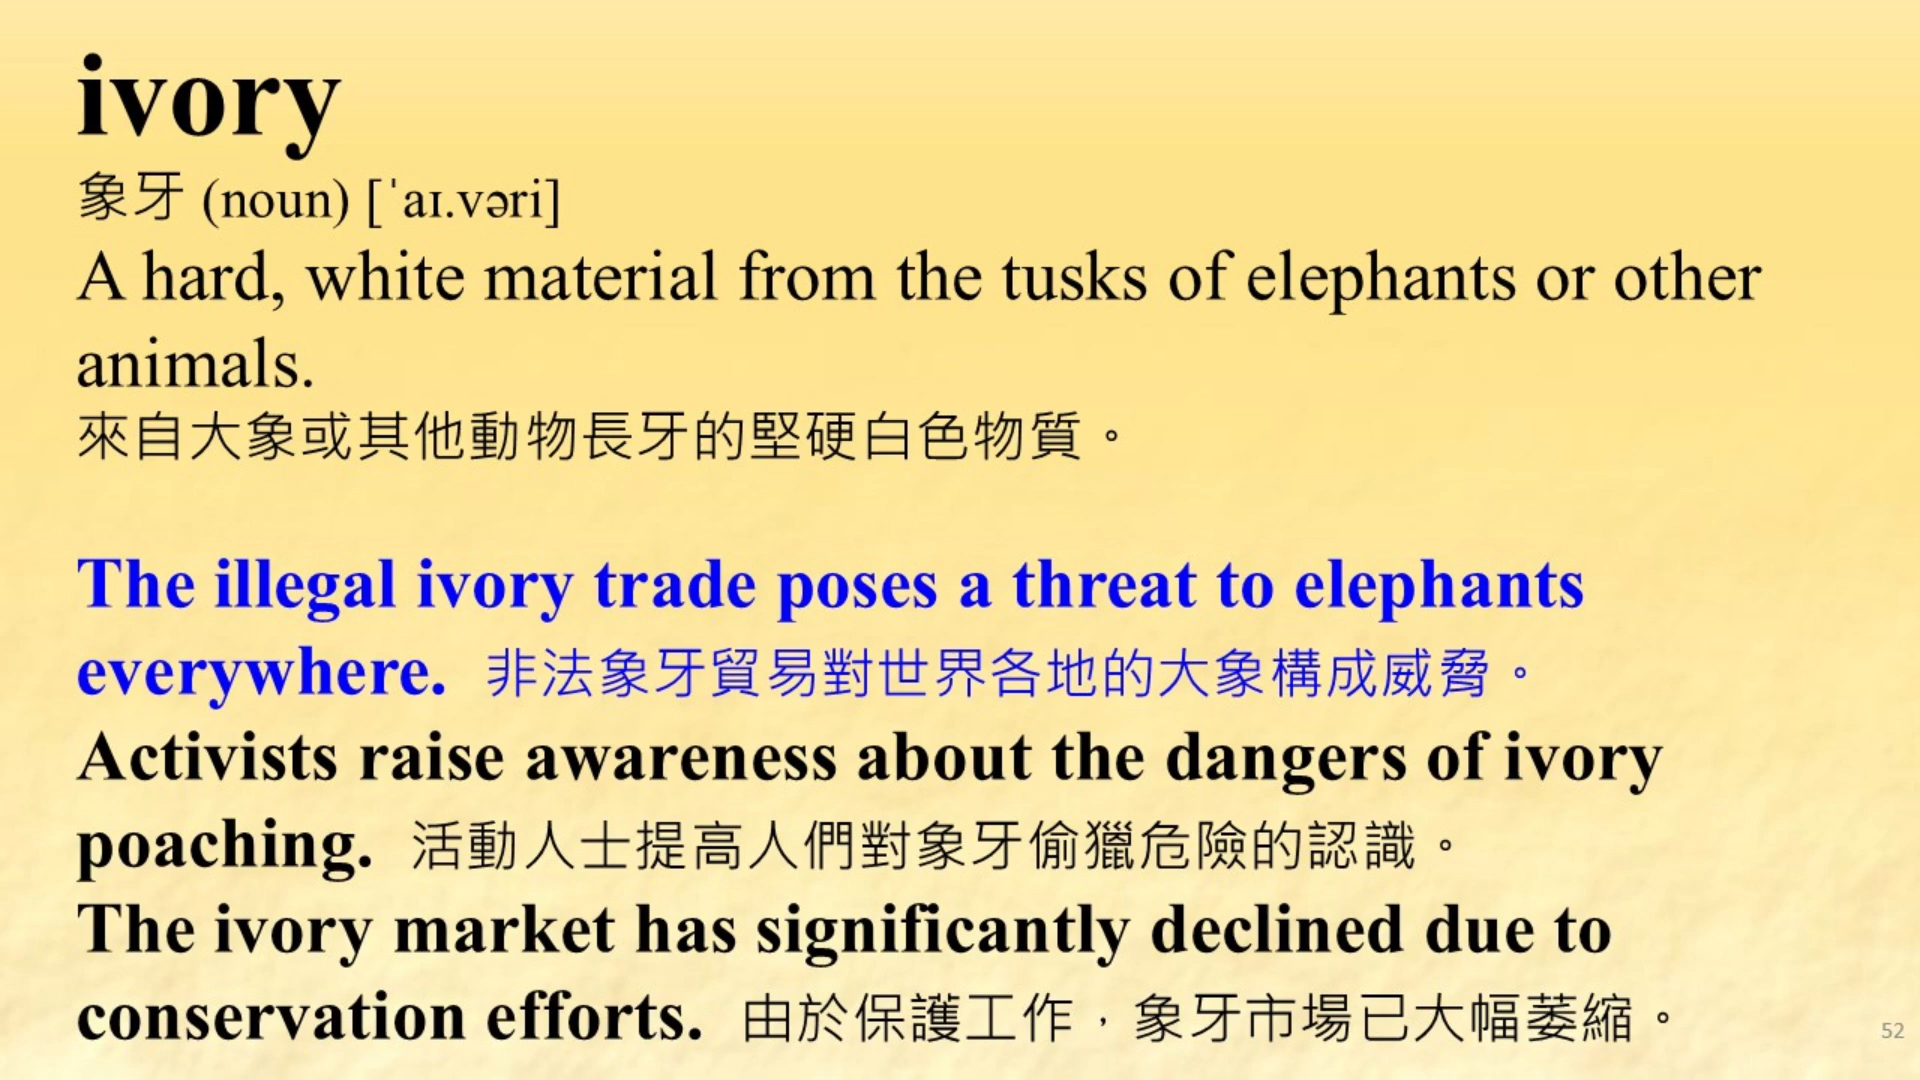 ivory
象牙 (noun) [ˈaɪ.vəri]
A hard, white material from the tusks of elephants or other
animals.
來自大象或其他動物長牙的堅硬白色物質。
The illegal ivory trade poses a threat to elephants
everywhere. 非法象牙貿易對世界各地的大象構成威脅。
Activists raise awareness about the dangers of ivory
poaching. 活動人士提高人們對象牙偷獵危險的認識。
The ivory market has significantly declined due to
conservation efforts. 由於保護工作，象牙市場已大幅萎縮。
52